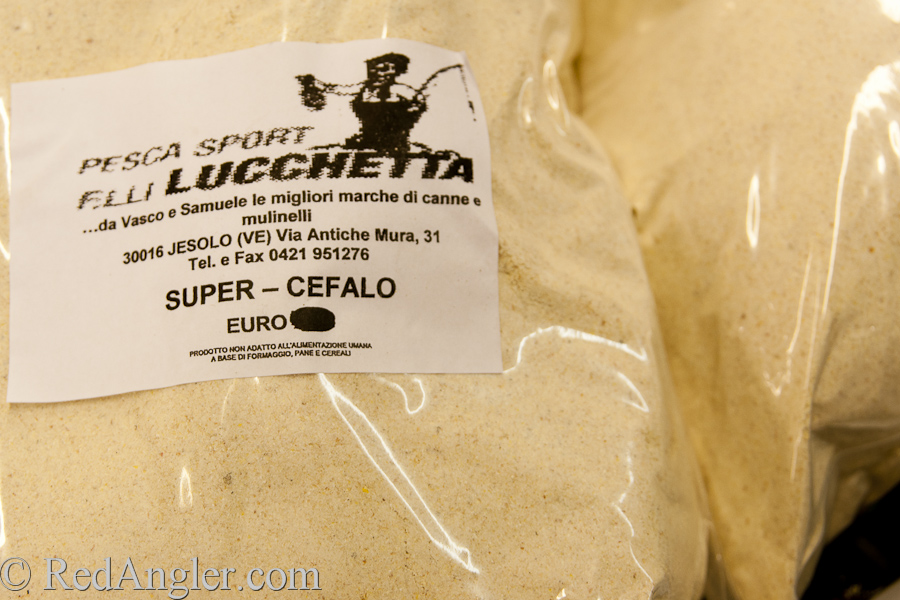 PESCA SPORT
F.LLI LUCCHETTA
...da Vasco e Samuele le migliori marche di canne e
mulinelli
30016 JESOLO (VE) Via Antiche Mura, 31
Tel. e Fax 0421 951276
SUPER – CEFALO
EURO
PRODOTTO NON ADATTO ALL'ALIMENTAZIONE UMANA
A BASE DI FORMAGGIO, PANE E CEREALI
© RedAngler.com